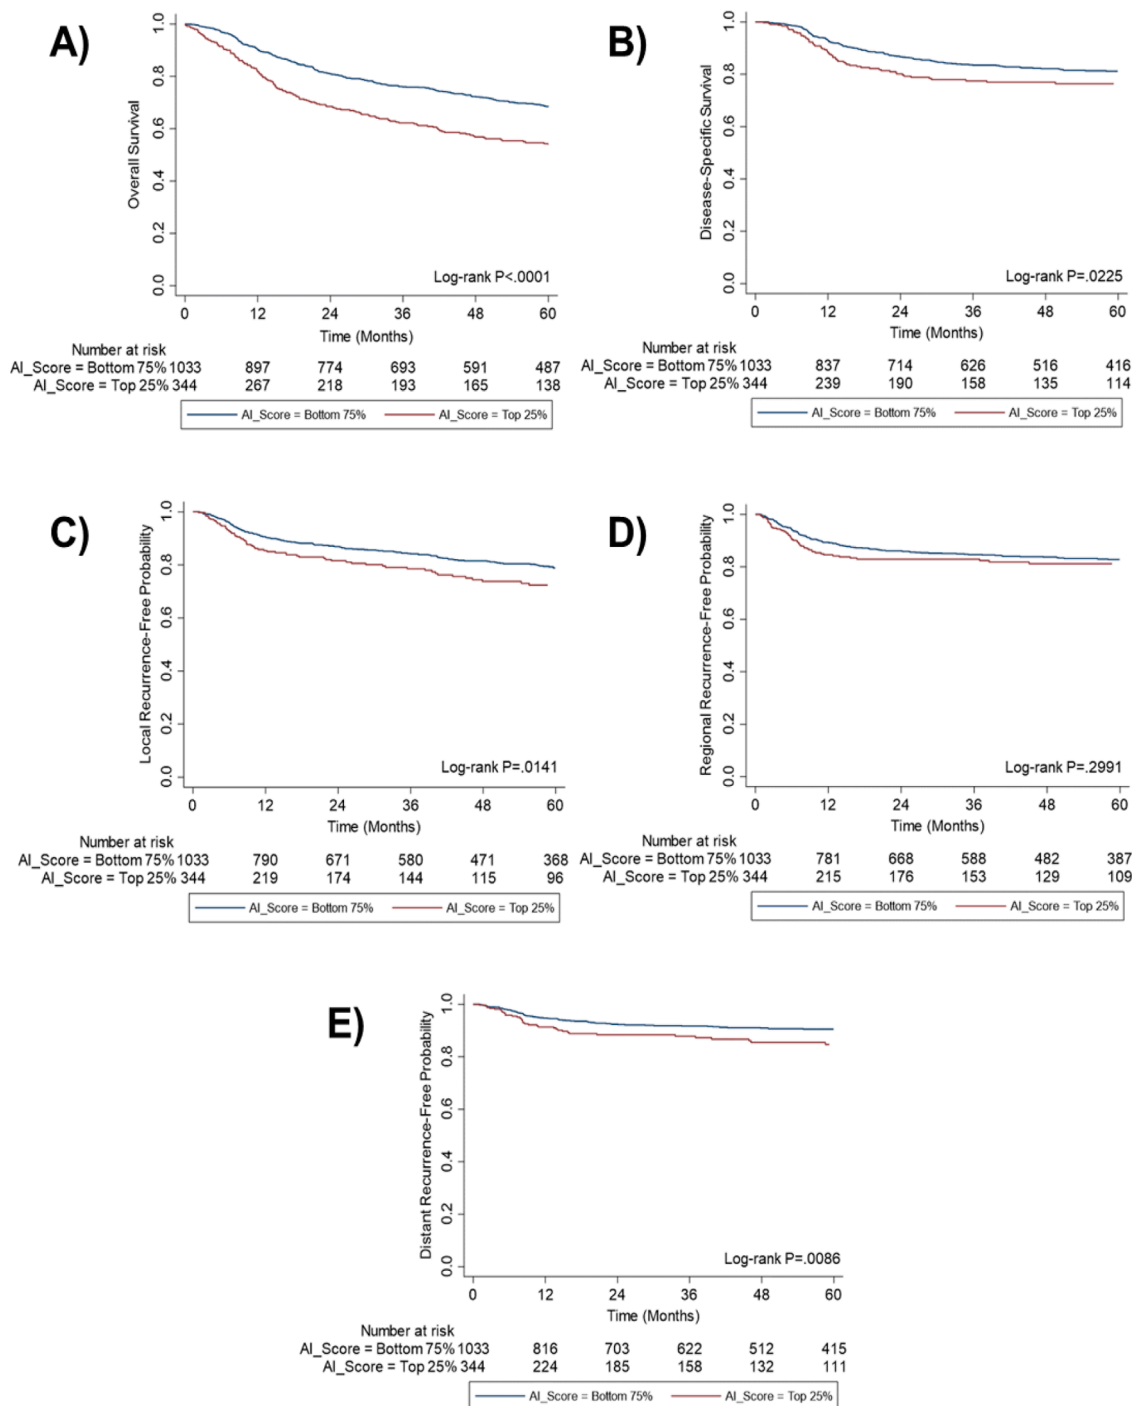 A)
Overall Survival
1.0
0.8
0.6
0.4
0.2
0.0
Log-rank P<.0001
0 12 24 36 48 60
Time (Months)
Number at risk
AI_Score = Bottom 75% 1033 897 774 693 591 487
AI_Score = Top 25% 344 267 218 193 165 138
AI_Score = Bottom 75% AI_Score = Top 25%
B)
Disease-Specific Survival
1.0
0.8
0.6
0.4
0.2
0.0
Log-rank P=.0225
0 12 24 36 48 60
Time (Months)
Number at risk
AI_Score = Bottom 75% 1033 837 714 626 516 416
AI_Score = Top 25% 344 239 190 158 135 114
AI_Score = Bottom 75% AI_Score = Top 25%
C)
Local Recurrence-Free Probability
1.0
0.8
0.6
0.4
0.2
0.0
Log-rank P=.0141
0 12 24 36 48 60
Time (Months)
Number at risk
AI_Score = Bottom 75% 1033 790 671 580 471 368
AI_Score = Top 25% 344 219 174 144 115 96
AI_Score = Bottom 75% AI_Score = Top 25%
D)
Regional Recurrence-Free Probability
1.0
0.8
0.6
0.4
0.2
0.0
Log-rank P=.2991
0 12 24 36 48 60
Time (Months)
Number at risk
AI_Score = Bottom 75% 1033 781 668 588 482 387
AI_Score = Top 25% 344 215 176 153 129 109
AI_Score = Bottom 75% AI_Score = Top 25%
E)
Distant Recurrence-Free Probability
1.0
0.8
0.6
0.4
0.2
0.0
Log-rank P=.0086
0 12 24 36 48 60
Time (Months)
Number at risk
AI_Score = Bottom 75% 1033 816 703 622 512 415
AI_Score = Top 25% 344 224 185 158 132 111
AI_Score = Bottom 75% AI_Score = Top 25%